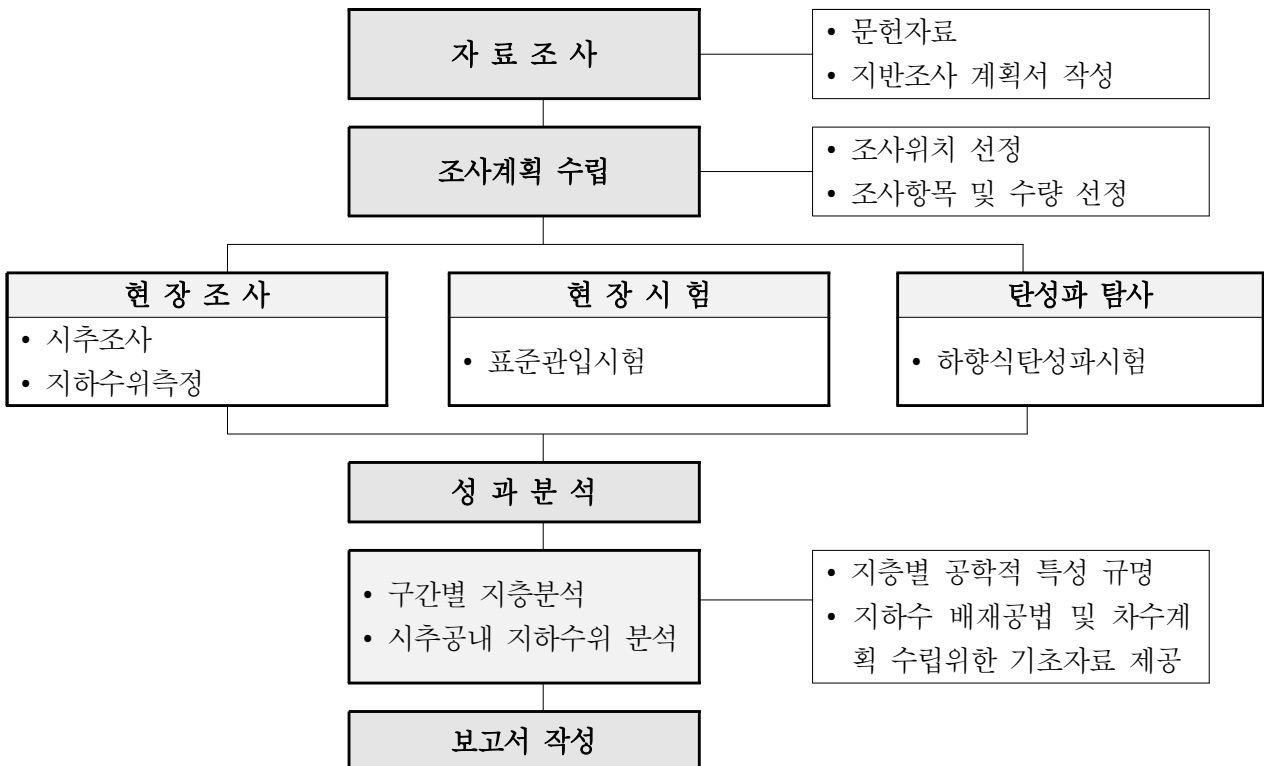 자 료 조 사
• 문헌자료
• 지반조사 계획서 작성
조사계획 수립
• 조사위치 선정
• 조사항목 및 수량 선정
현 장 조 사
• 시추조사
• 지하수위측정
현 장 시 험
• 표준관입시험
탄성파 탐사
• 하향식탄성파시험
성 과 분 석
• 구간별 지층분석
• 시추공내 지하수위 분석
• 지층별 공학적 특성 규명
• 지하수 배재공법 및 차수계
획 수립위한 기초자료 제공
보고서 작성